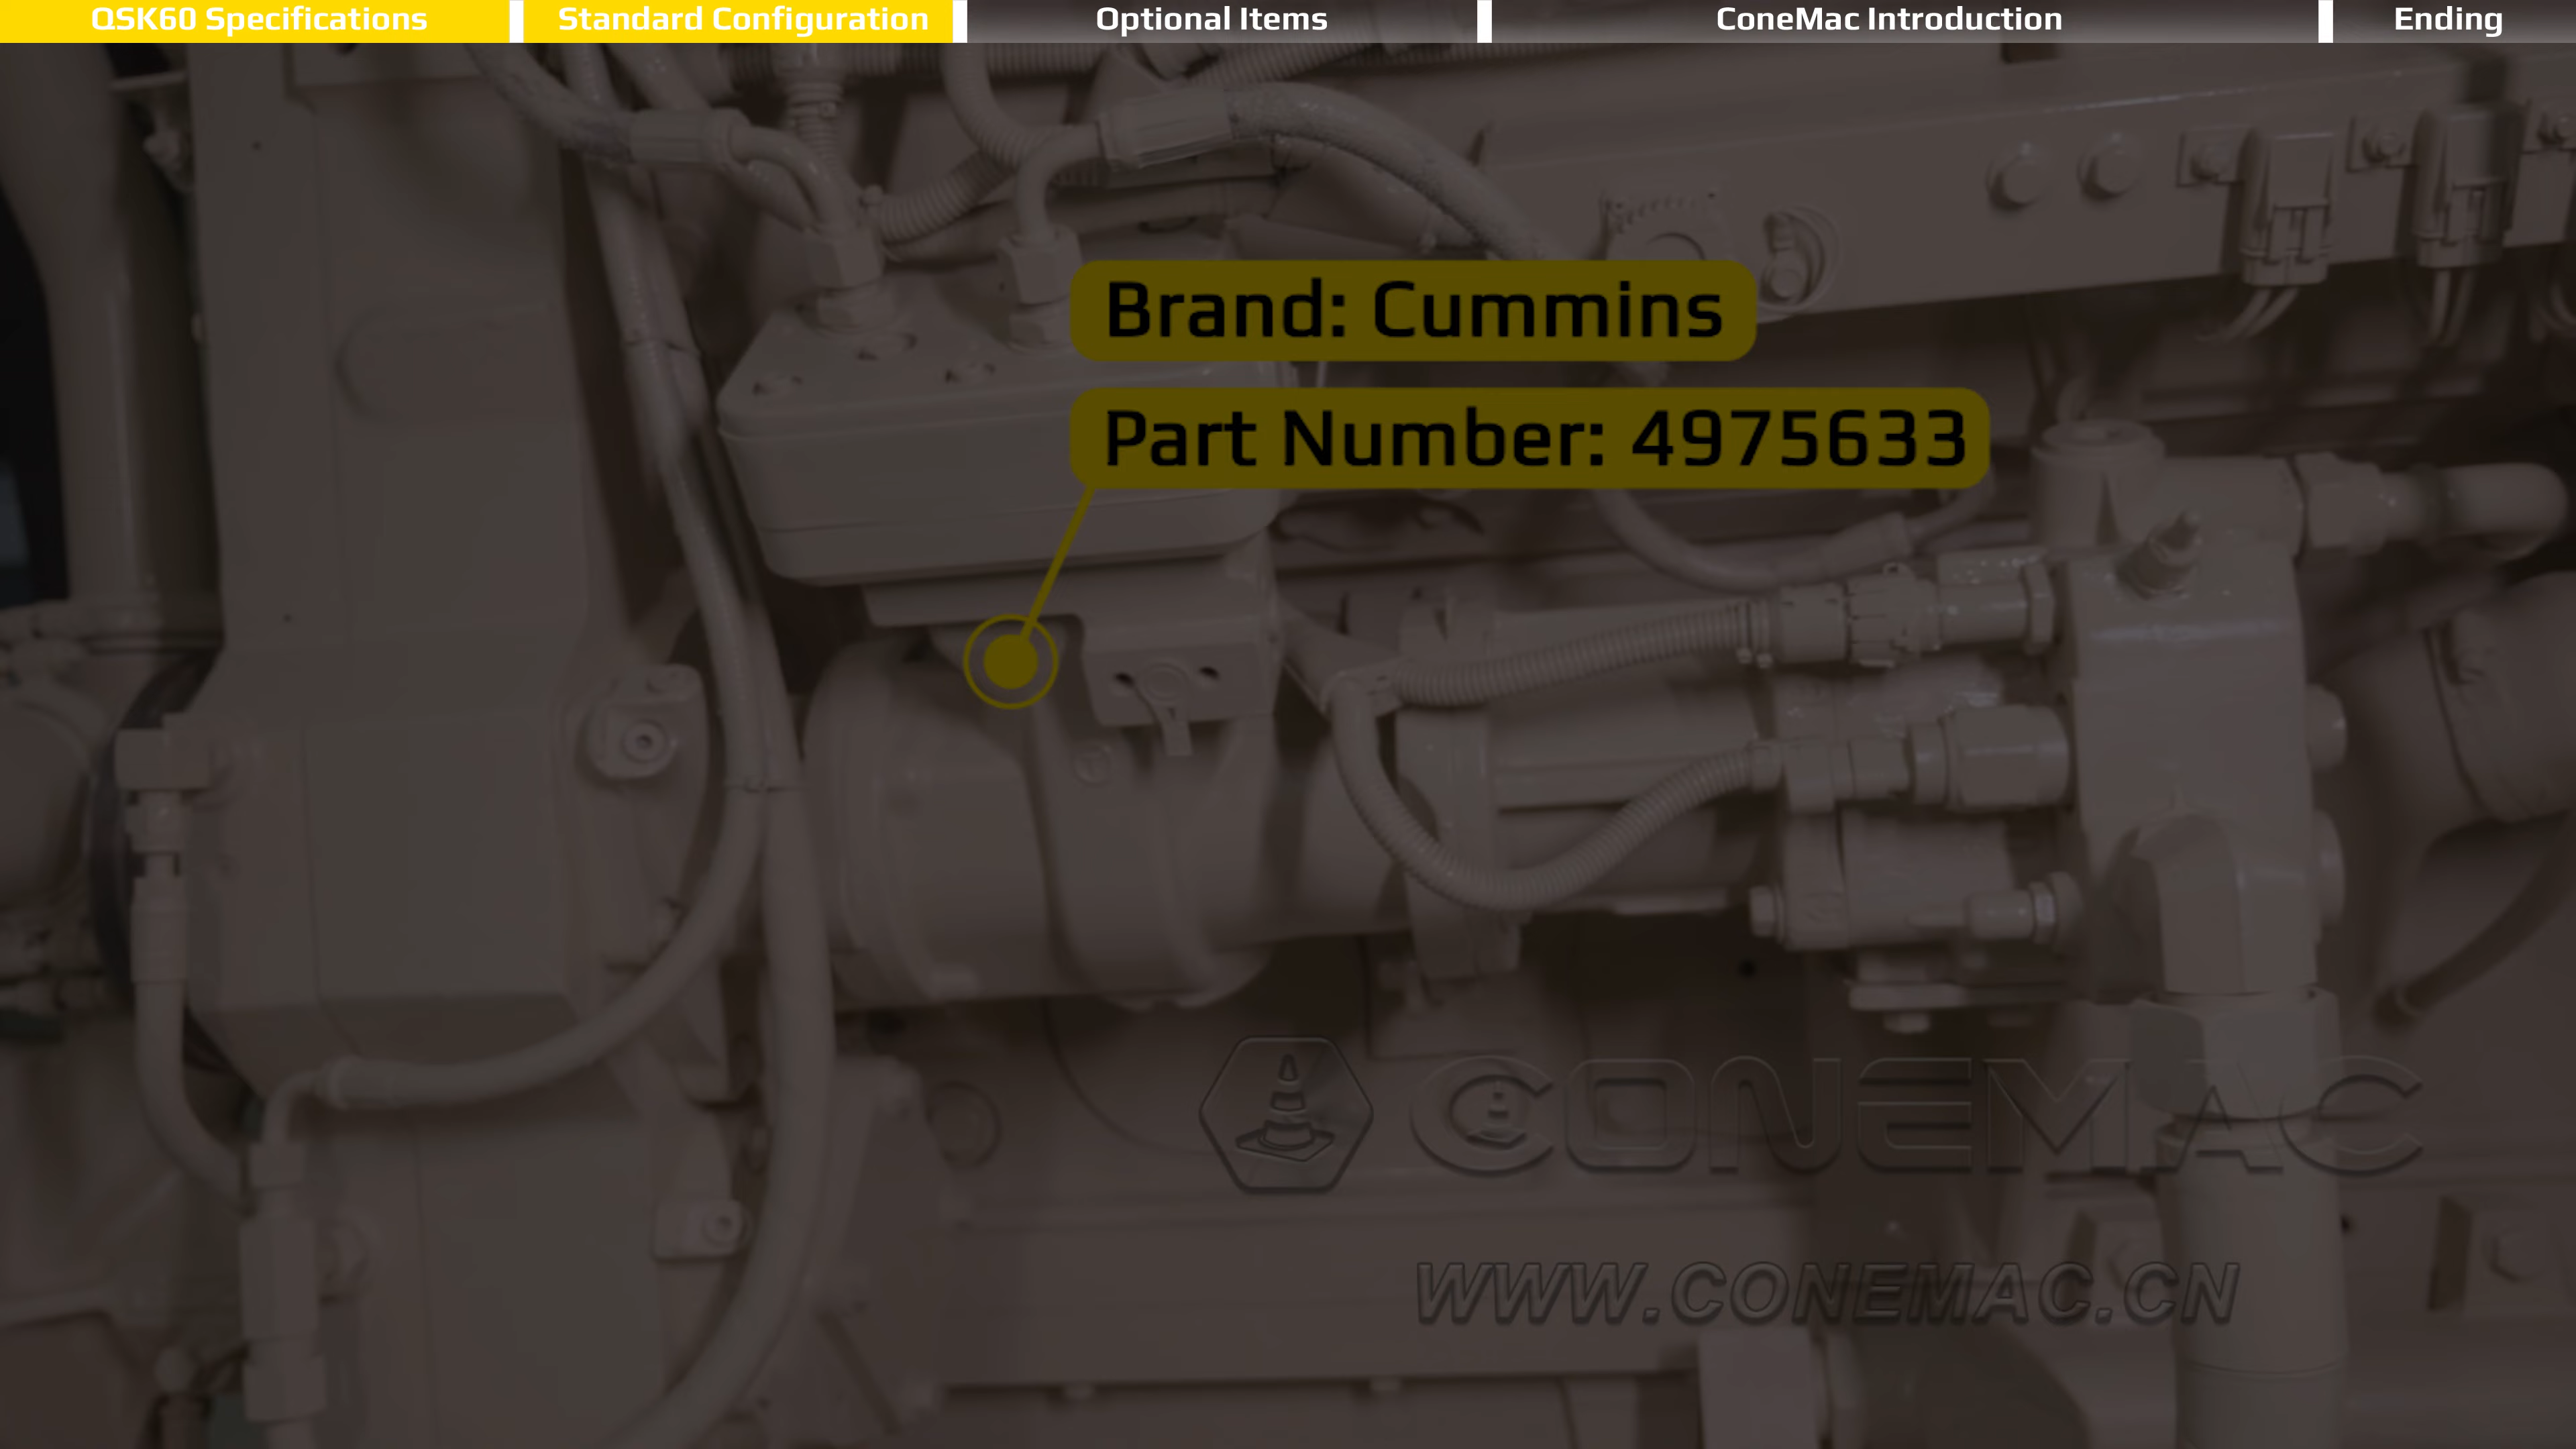 QSK60 Specifications
Standard Configuration
Optional Items
ConeMac Introduction
Ending
Brand: Cummins
Part Number: 4975633
CONEMAC
WWW.CONEMAC.CN